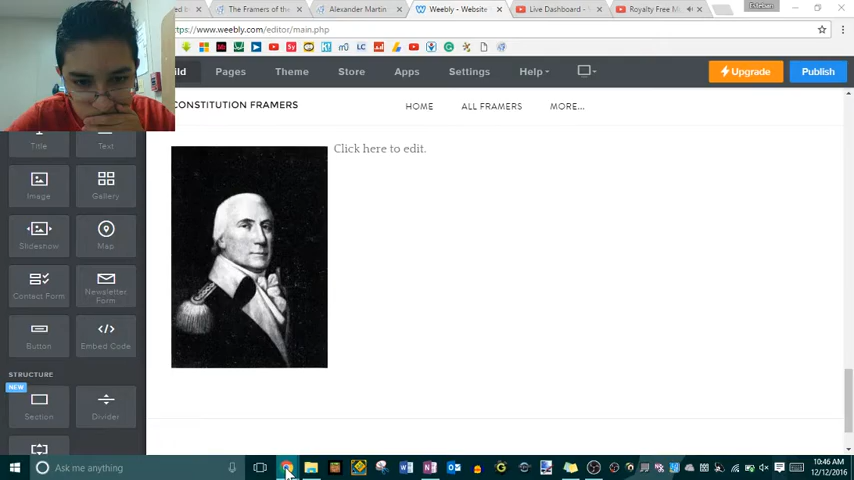 ed by
The Framers of the
Alexander Martin
Weebly - Website
Live Dashboard - 
Royalty Free M
Esteban
https://www.weebly.com/editor/main.php
ild
Pages
Theme
Store
Apps
Settings
Help
Upgrade
Publish
CONSTITUTION FRAMERS
HOME
ALL FRAMERS
MORE...
Title
Text
Click here to edit.
Image
Gallery
Slideshow
Map
Contact Form
Newsletter
Form
Button
Embed Code
STRUCTURE
NEW
Section
Divider
Ask me anything
10:46 AM
12/12/2016